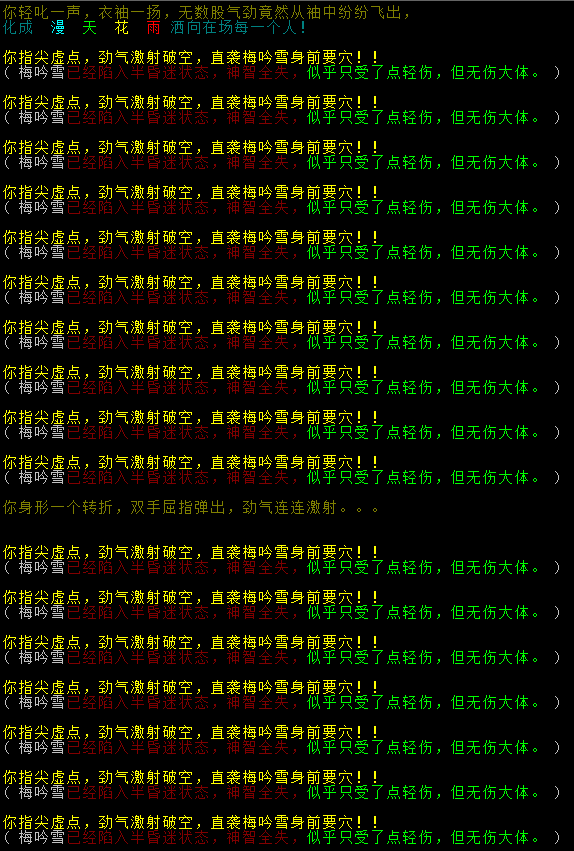 你轻叱一声，衣袖一扬，无数股气劲竟然从袖中纷纷飞出，
化成 漫 天 花 雨 洒向在场每一个人！
你指尖虚点，劲气激射破空，直袭梅吟雪身前要穴！！
( 梅吟雪已经陷入半昏迷状态，神智全失，似乎只受了点轻伤，但无伤大体。 )
你指尖虚点，劲气激射破空，直袭梅吟雪身前要穴！！
( 梅吟雪已经陷入半昏迷状态，神智全失，似乎只受了点轻伤，但无伤大体。 )
你指尖虚点，劲气激射破空，直袭梅吟雪身前要穴！！
( 梅吟雪已经陷入半昏迷状态，神智全失，似乎只受了点轻伤，但无伤大体。 )
你指尖虚点，劲气激射破空，直袭梅吟雪身前要穴！！
( 梅吟雪已经陷入半昏迷状态，神智全失，似乎只受了点轻伤，但无伤大体。 )
你指尖虚点，劲气激射破空，直袭梅吟雪身前要穴！！
( 梅吟雪已经陷入半昏迷状态，神智全失，似乎只受了点轻伤，但无伤大体。 )
你指尖虚点，劲气激射破空，直袭梅吟雪身前要穴！！
( 梅吟雪已经陷入半昏迷状态，神智全失，似乎只受了点轻伤，但无伤大体。 )
你指尖虚点，劲气激射破空，直袭梅吟雪身前要穴！！
( 梅吟雪已经陷入半昏迷状态，神智全失，似乎只受了点轻伤，但无伤大体。 )
你指尖虚点，劲气激射破空，直袭梅吟雪身前要穴！！
( 梅吟雪已经陷入半昏迷状态，神智全失，似乎只受了点轻伤，但无伤大体。 )
你指尖虚点，劲气激射破空，直袭梅吟雪身前要穴！！
( 梅吟雪已经陷入半昏迷状态，神智全失，似乎只受了点轻伤，但无伤大体。 )
你指尖虚点，劲气激射破空，直袭梅吟雪身前要穴！！
( 梅吟雪已经陷入半昏迷状态，神智全失，似乎只受了点轻伤，但无伤大体。 )
你身形一个转折，双手屈指弹出，劲气连连激射。。。
你指尖虚点，劲气激射破空，直袭梅吟雪身前要穴！！
( 梅吟雪已经陷入半昏迷状态，神智全失，似乎只受了点轻伤，但无伤大体。 )
你指尖虚点，劲气激射破空，直袭梅吟雪身前要穴！！
( 梅吟雪已经陷入半昏迷状态，神智全失，似乎只受了点轻伤，但无伤大体。 )
你指尖虚点，劲气激射破空，直袭梅吟雪身前要穴！！
( 梅吟雪已经陷入半昏迷状态，神智全失，似乎只受了点轻伤，但无伤大体。 )
你指尖虚点，劲气激射破空，直袭梅吟雪身前要穴！！
( 梅吟雪已经陷入半昏迷状态，神智全失，似乎只受了点轻伤，但无伤大体。 )
你指尖虚点，劲气激射破空，直袭梅吟雪身前要穴！！
( 梅吟雪已经陷入半昏迷状态，神智全失，似乎只受了点轻伤，但无伤大体。 )
你指尖虚点，劲气激射破空，直袭梅吟雪身前要穴！！
( 梅吟雪已经陷入半昏迷状态，神智全失，似乎只受了点轻伤，但无伤大体。 )
你指尖虚点，劲气激射破空，直袭梅吟雪身前要穴！！
( 梅吟雪已经陷入半昏迷状态，神智全失，似乎只受了点轻伤，但无伤大体。 )